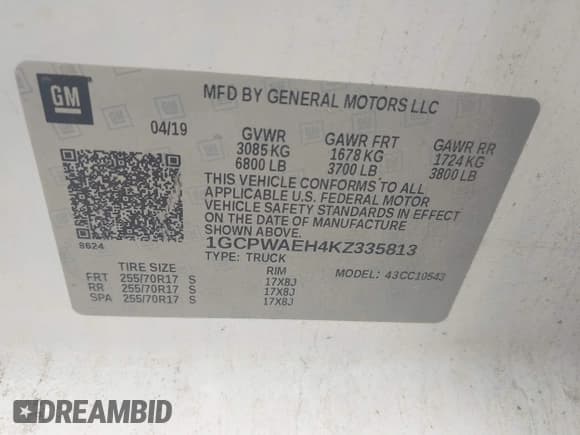 GM
MFD BY GENERAL MOTORS LLC
04/19 GVWR GAWR FRT GAWR RR
3085 KG 1678 KG 1724 KG
6800 LB 3700 LB 3800 LB
THIS VEHICLE CONFORMS TO ALL
APPLICABLE U.S. FEDERAL MOTOR
VEHICLE SAFETY STANDARDS IN EFFECT
ON THE DATE OF MANUFACTURE
SHOWN ABOVE.
8624
1GCPWAEH4KZ335813
TYPE: TRUCK MODEL: 43CC10543
TIRE SIZE RIM
FRT 255/70R17 S 17X8J
RR 255/70R17 S 17X8J
SPA 255/70R17 S 17X8J
DREAMBID